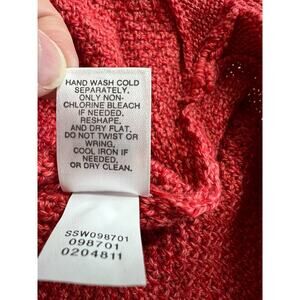 HAND WASH COLD
SEPARATELY.
ONLY NON-
CHLORINE BLEACH
IF NEEDED.
RESHAPE,
AND DRY FLAT.
DO NOT TWIST OR
WRING.
COOL IRON IF
NEEDED,
OR DRY CLEAN.
SSW098701
098701
0204811